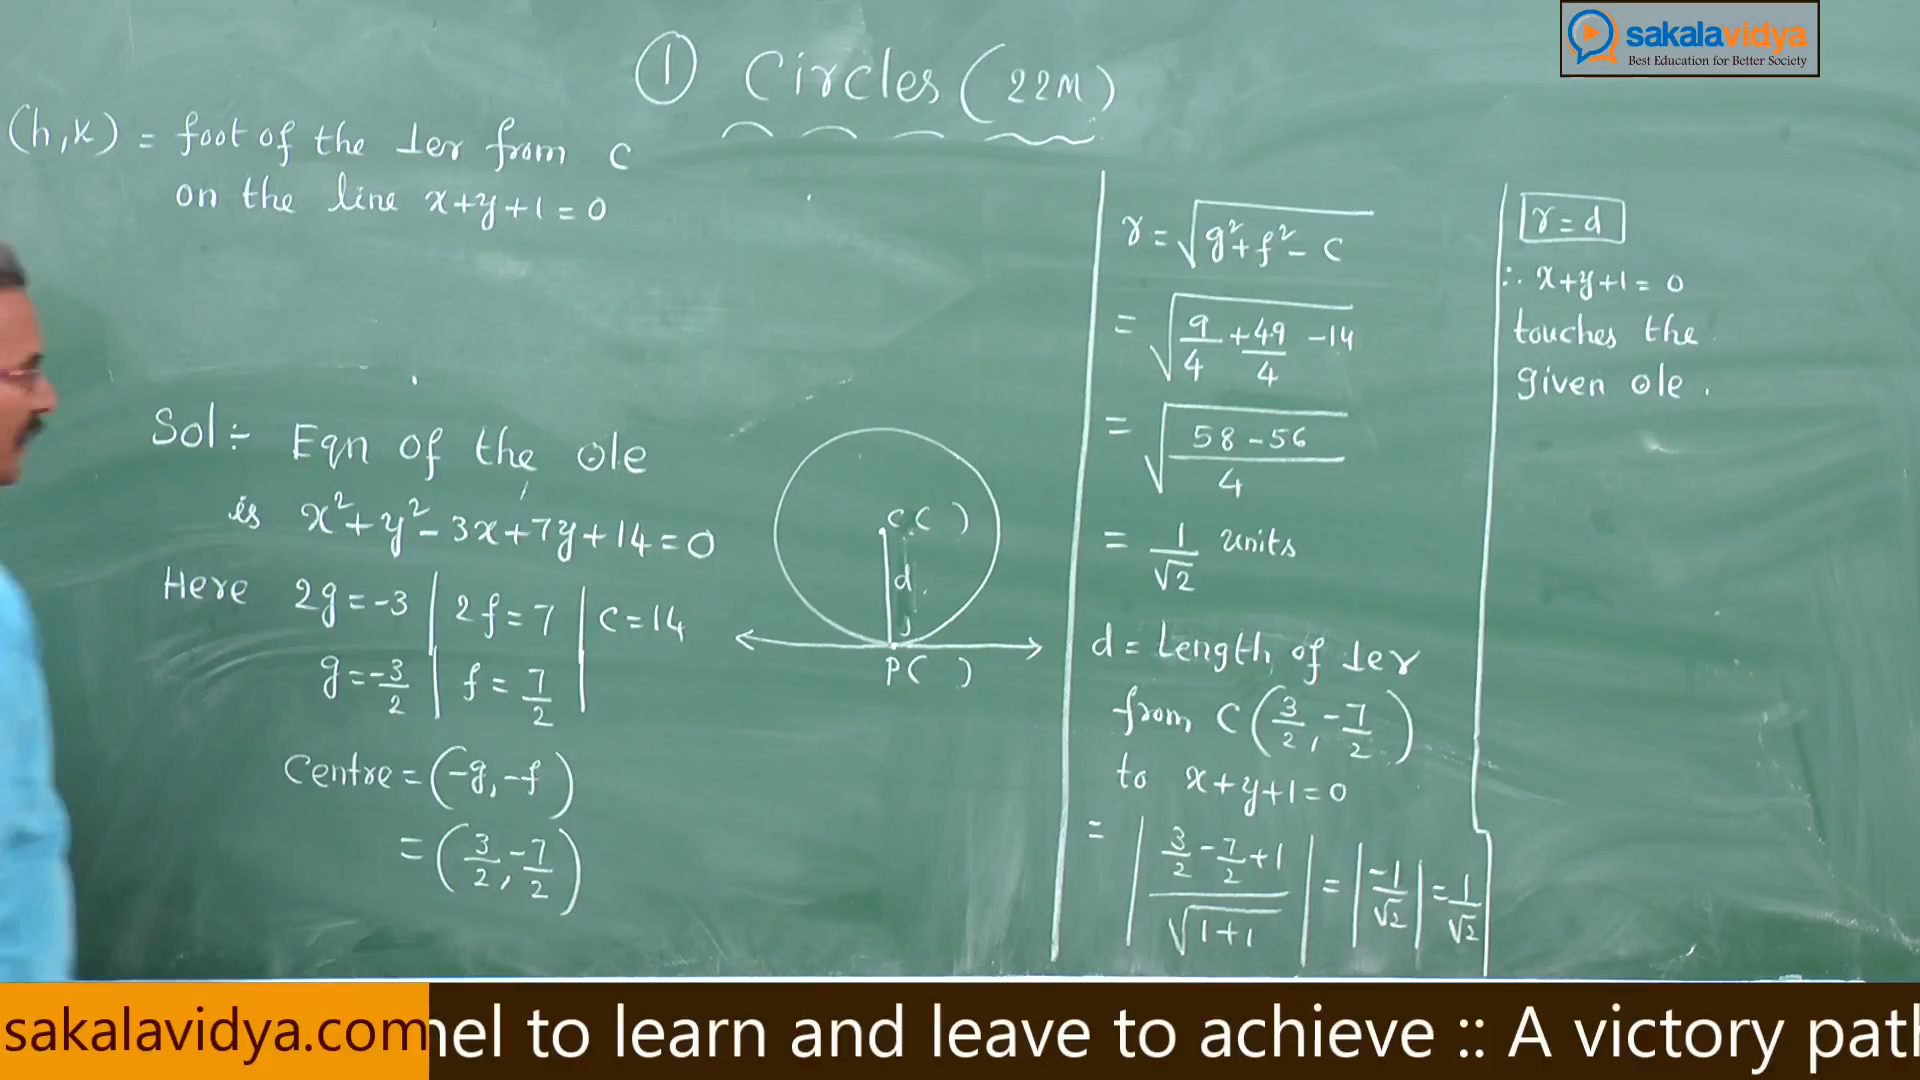 sakalavidya
Best Education for Better Society
① Circles (22M)
(h,k) = foot of the ⊥er from C
on the line x+y+1=0
Sol:- Eqn of the ⊙le
is x²+y²-3x+7y+14=0
Here 2g=-3 | 2f=7 | c=14
g=-3/2 | f=7/2 |
Centre=(-g,-f)
=(3/2,-7/2)
C( )
d
P( )
r=√(g²+f²-c)
=√(9/4+49/4-14)
=√((58-56)/4)
=1/√2 units
d=Length of ⊥er
from C(3/2,-7/2)
to x+y+1=0
=|(3/2-7/2+1)/√(1+1)|=|-1/√2|=1/√2
r=d
∴ x+y+1=0
touches the
given ⊙le.
sakalavidya.com nel to learn and leave to achieve :: A victory path